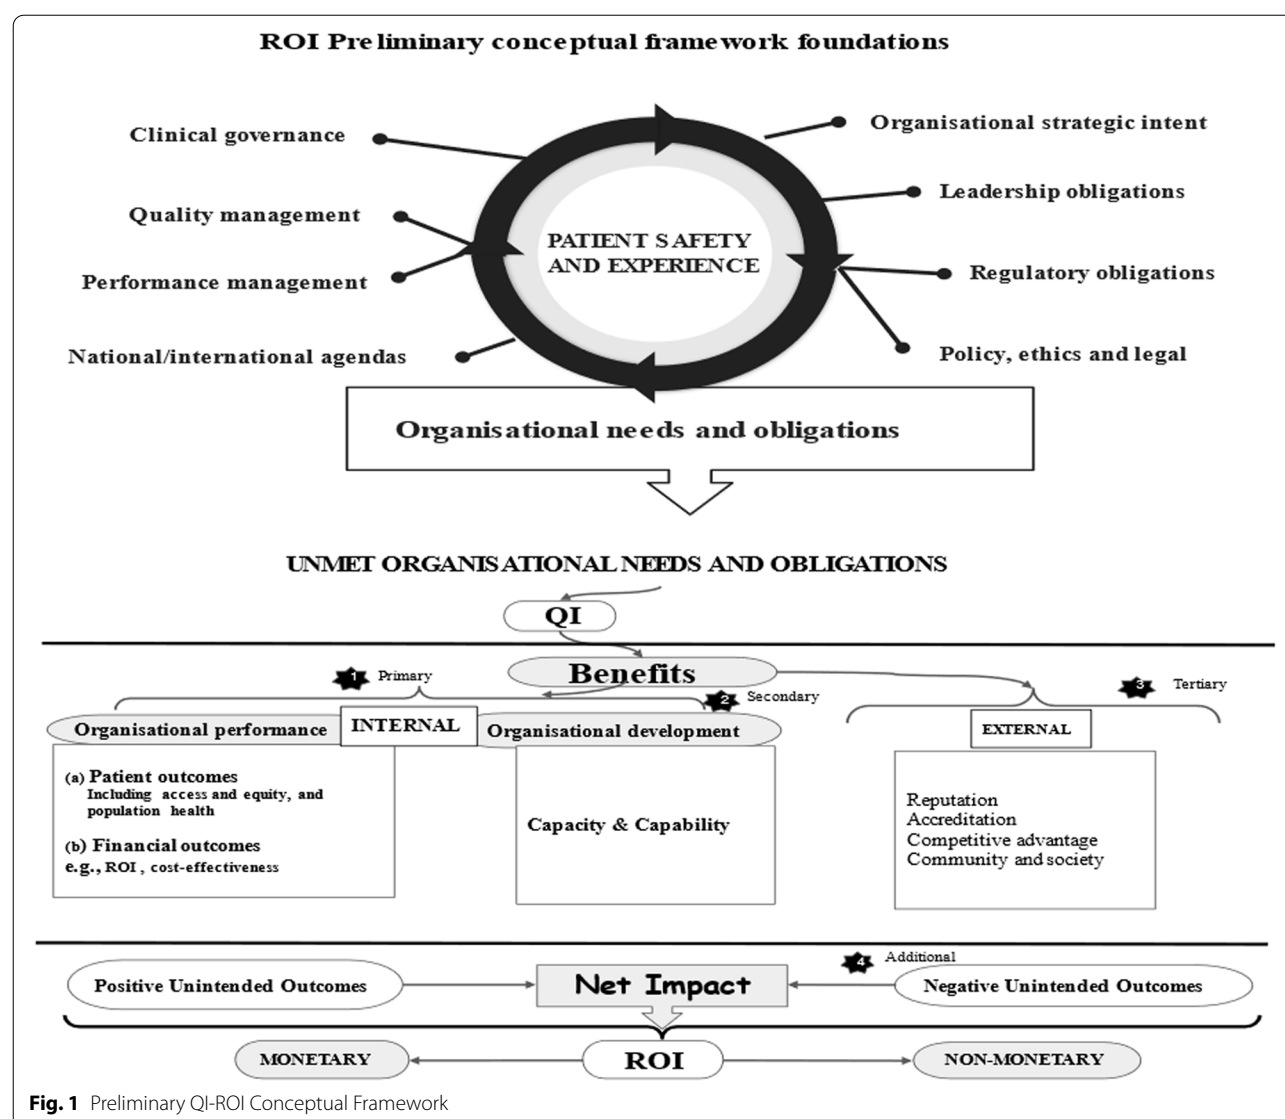 ROI Preliminary conceptual framework foundations
Clinical governance
Quality management
Performance management
National/international agendas
PATIENT SAFETY
AND EXPERIENCE
Organisational strategic intent
Leadership obligations
Regulatory obligations
Policy, ethics and legal
Organisational needs and obligations
UNMET ORGANISATIONAL NEEDS AND OBLIGATIONS
QI
Benefits
1 Primary
2 Secondary
3 Tertiary
Organisational performance
INTERNAL
Organisational development
EXTERNAL
(a) Patient outcomes
Including access and equity, and
population health
(b) Financial outcomes
e.g., ROI, cost-effectiveness
Capacity & Capability
Reputation
Accreditation
Competitive advantage
Community and society
4 Additional
Positive Unintended Outcomes
Net Impact
Negative Unintended Outcomes
MONETARY
ROI
NON-MONETARY
Fig. 1 Preliminary QI-ROI Conceptual Framework